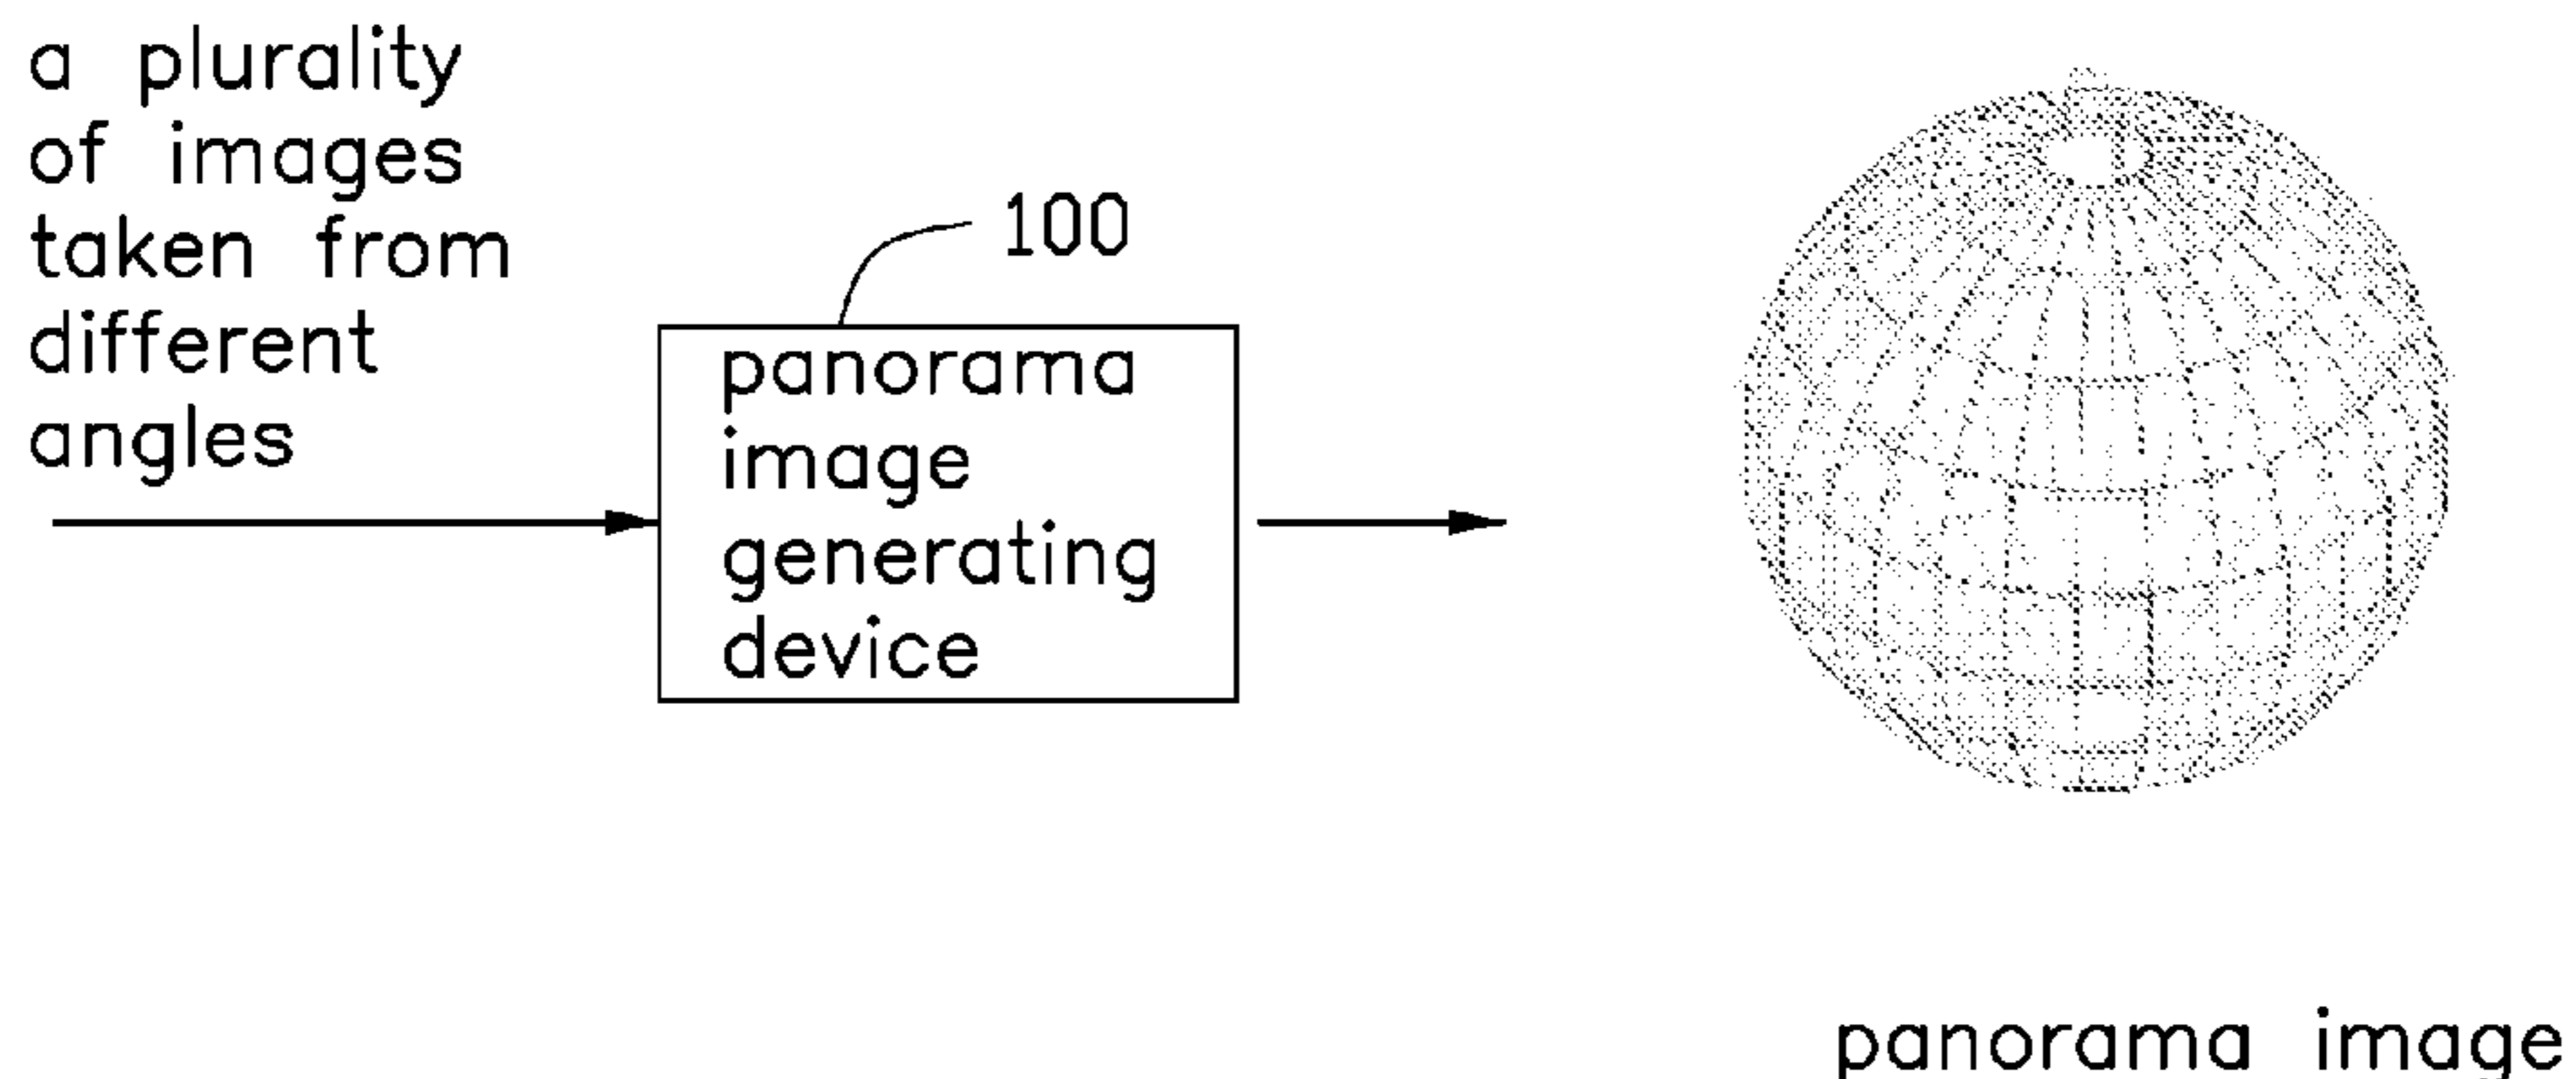 a plurality
of images
taken from
different
angles
100
panorama
image
generating
device
panorama image